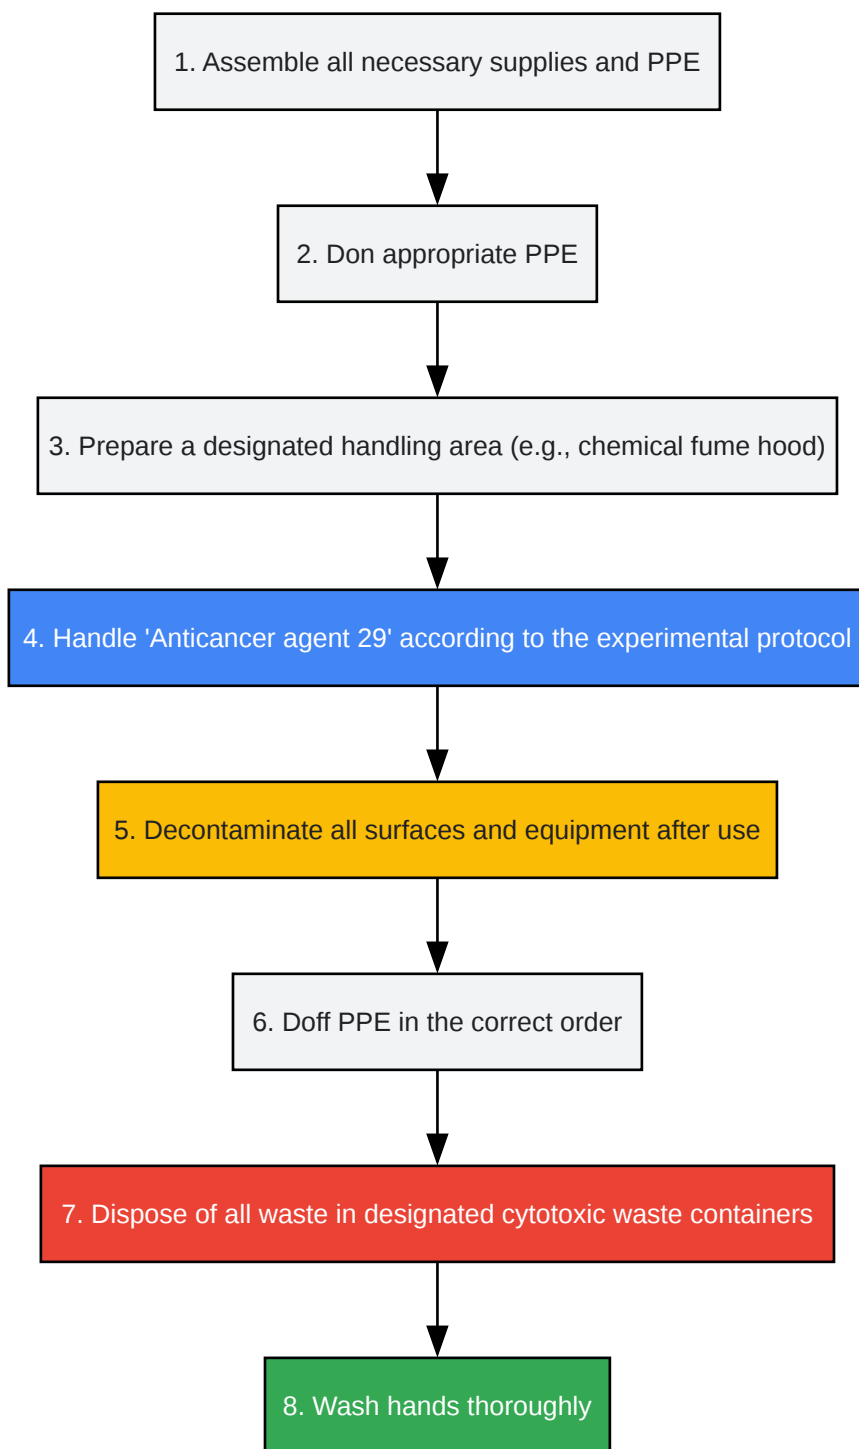 1. Assemble all necessary supplies and PPE
2. Don appropriate PPE
3. Prepare a designated handling area (e.g., chemical fume hood)
4. Handle 'Anticancer agent 29' according to the experimental protocol
5. Decontaminate all surfaces and equipment after use
6. Doff PPE in the correct order
7. Dispose of all waste in designated cytotoxic waste containers
8. Wash hands thoroughly